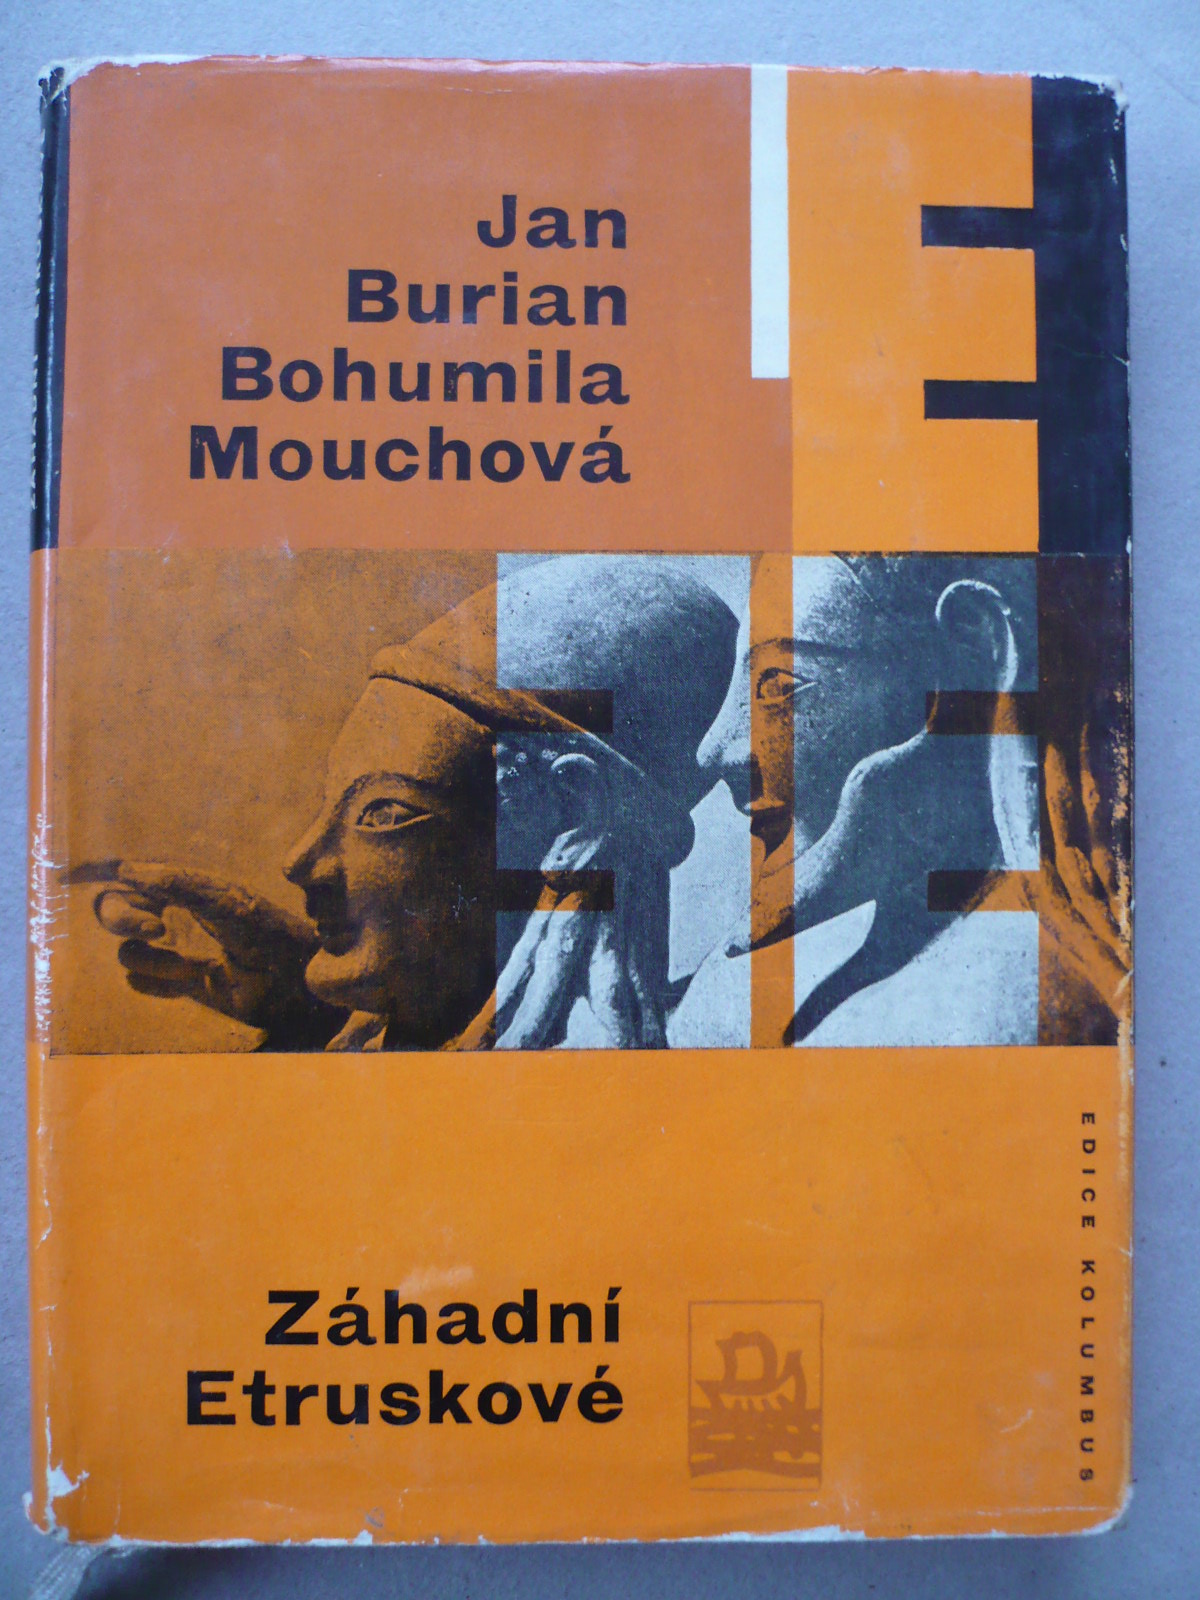 Jan
Burian
Bohumila
Mouchová
E
Záhadní
Etruskové
EDICE KOLUMBUS